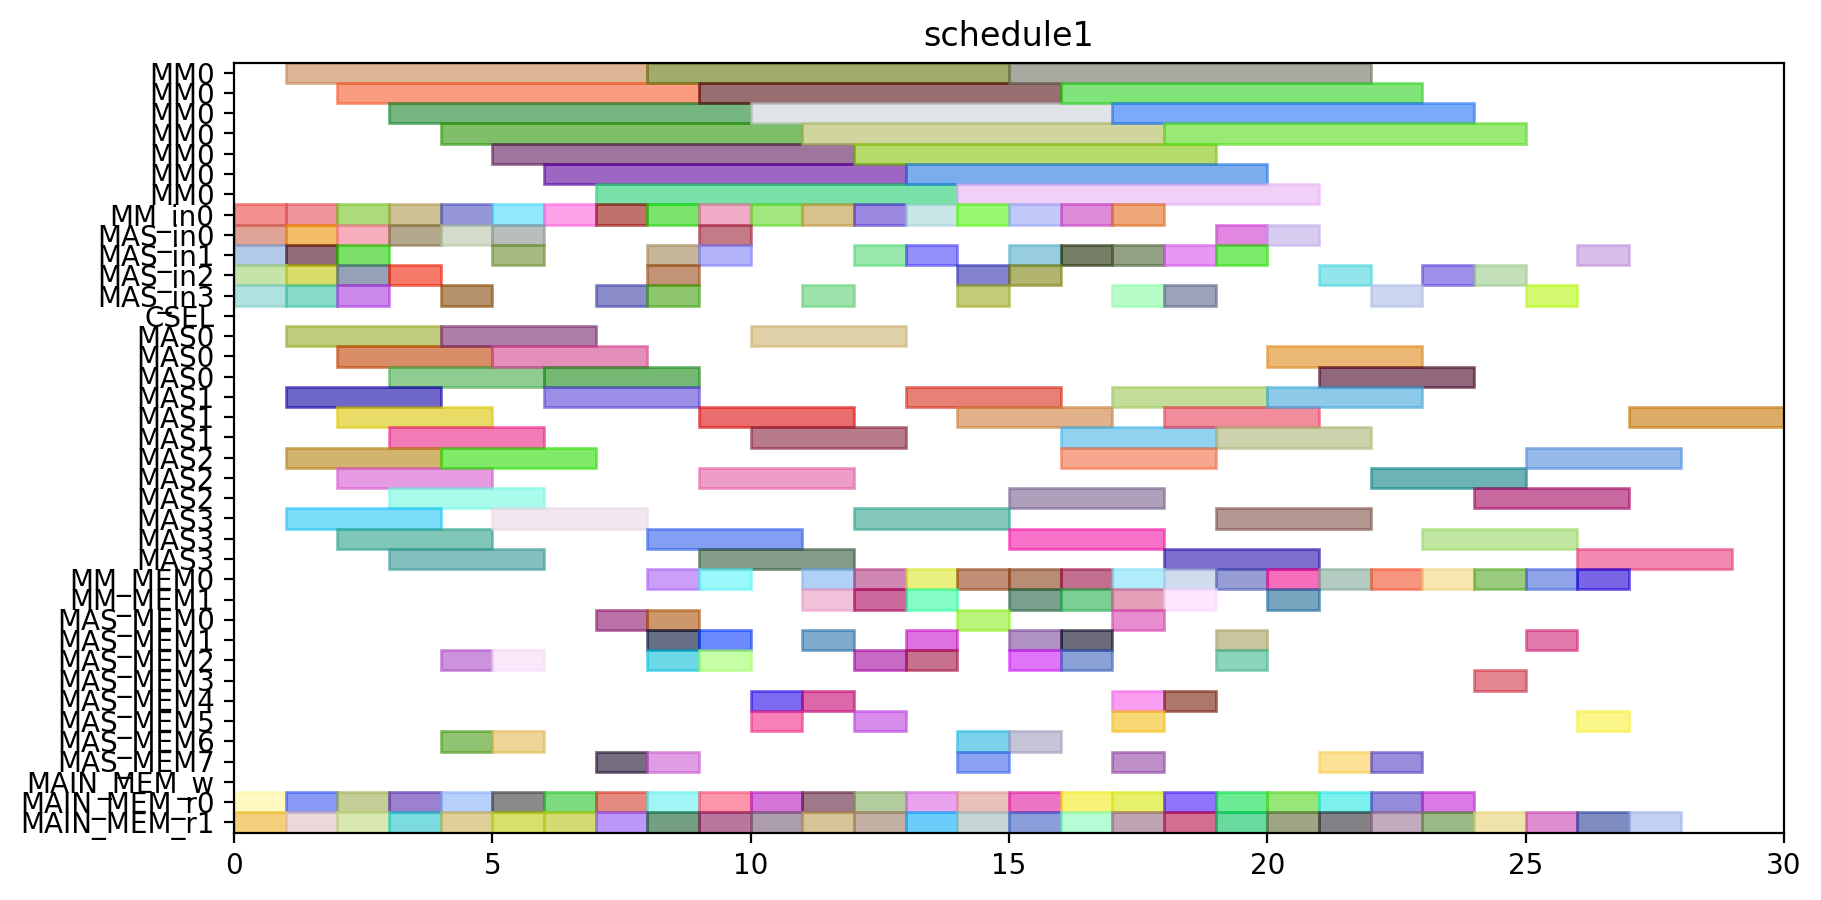 schedule1
MM0
MM0
MM0
MM0
MM0
MM0
MM0
MM_in0
MAS_in0
MAS_in1
MAS_in2
MAS_in3
CSEL
MAS0
MAS0
MAS0
MAS1
MAS1
MAS1
MAS2
MAS2
MAS2
MAS3
MAS3
MAS3
MM_MEM0
MM_MEM1
MAS_MEM0
MAS_MEM1
MAS_MEM2
MAS_MEM3
MAS_MEM4
MAS_MEM5
MAS_MEM6
MAS_MEM7
MAIN_MEM_w
MAIN_MEM_r0
MAIN_MEM_r1
0 5 10 15 20 25 30